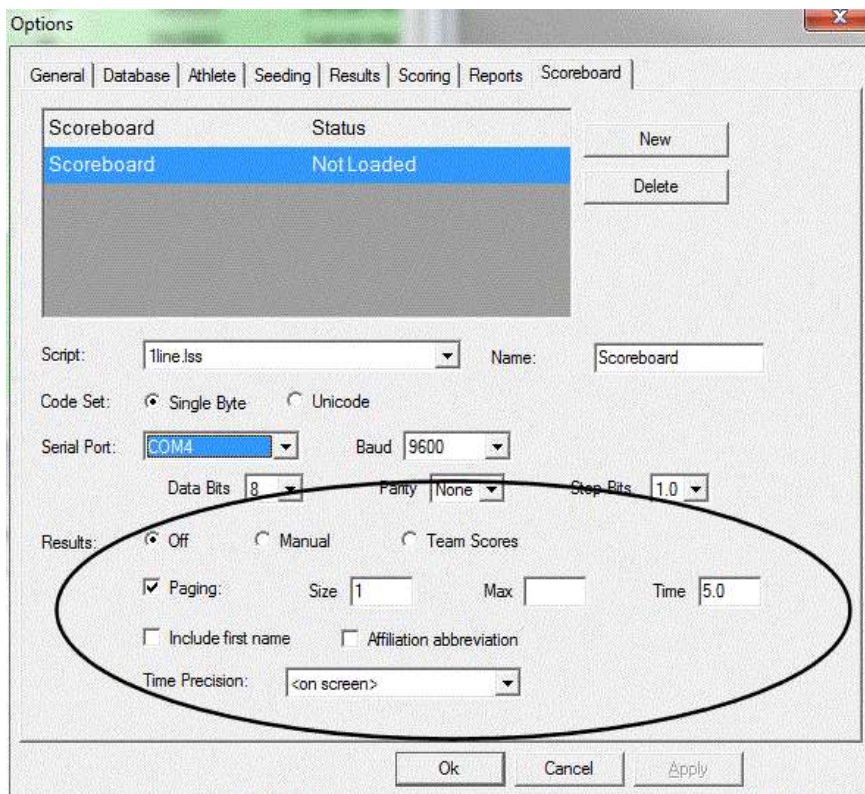 Options
General Database Athlete Seeding Results Scoring Reports Scoreboard
Scoreboard Status
Scoreboard Not Loaded
New
Delete
Script: 1line.lss Name: Scoreboard
Code Set: Single Byte Unicode
Serial Port: COM4 Baud 9600
Data Bits 8 Parity None Stop Bits 1.0
Results: Off Manual Team Scores
Paging: Size 1 Max Time 5.0
Include first name Affiliation abbreviation
Time Precision: <on screen>
Ok Cancel Apply